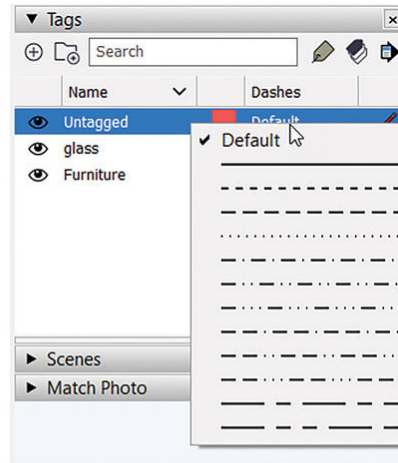 ▼ Tags
Search
Name Dashes
Untagged Default
glass
Furniture
✔ Default
► Scenes
► Match Photo